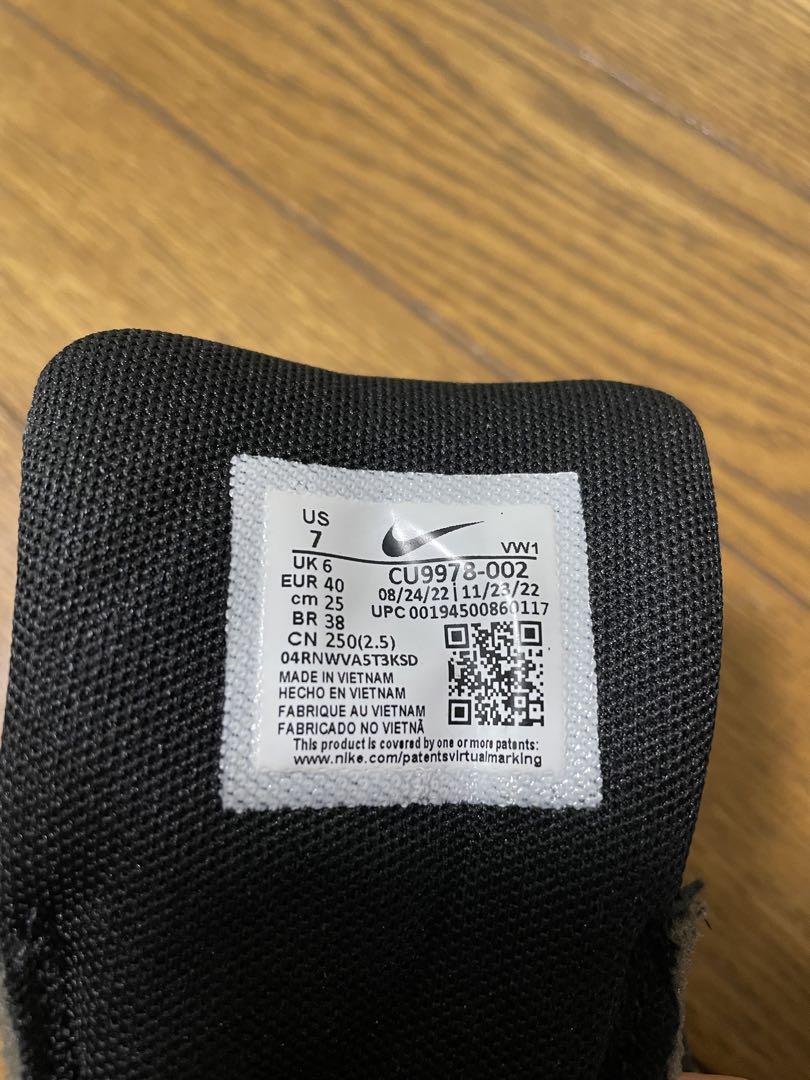 US
7
VW1
UK 6
CU9978-002
EUR 40
08/24/22 | 11/23/22
cm 25
UPC 00194500860117
BR 38
CN 250(2.5)
04RNWVA5T3KSD
MADE IN VIETNAM
HECHO EN VIETNAM
FABRIQUE AU VIETNAM
FABRICADO NO VIETNÃ
This product is covered by one or more patents:
www.nike.com/patentsvirtualmarking